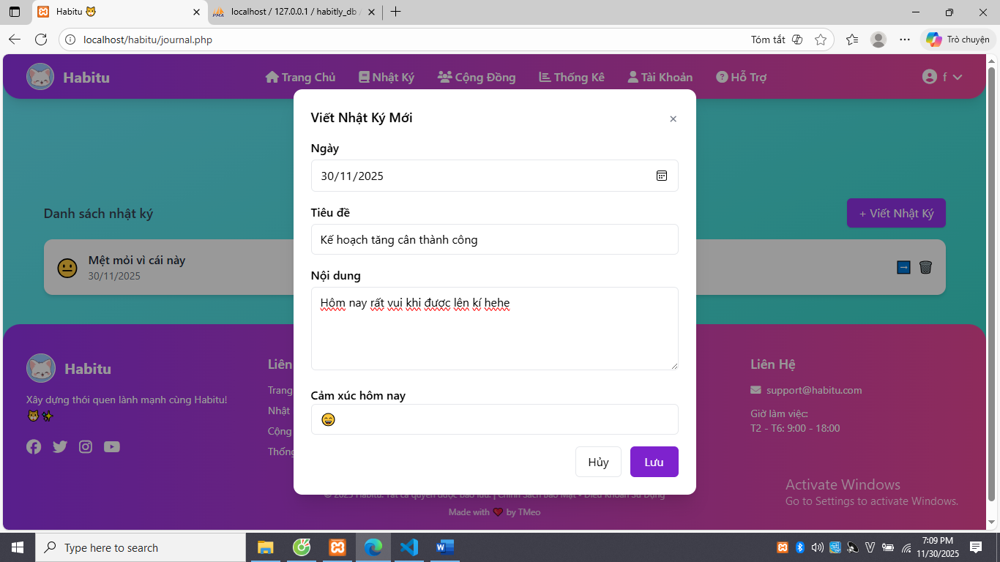 Habitu 🐱
localhost / 127.0.0.1 / habitly_db
localhost/habitu/journal.php
Tóm tắt
Trò chuyện
Habitu
Trang Chủ
Nhật Ký
Cộng Đồng
Thống Kê
Tài Khoản
Hỗ Trợ
f
Viết Nhật Ký Mới
×
Ngày
30/11/2025
Tiêu đề
Kế hoạch tăng cân thành công
Nội dung
Hôm nay rất vui khi được lên kí hehe
Cảm xúc hôm nay
😄
Hủy
Lưu
Danh sách nhật ký
+ Viết Nhật Ký
Mệt mỏi vì cái này
30/11/2025
Habitu
Xây dựng thói quen lành mạnh cùng Habitu!
🐱✨
Liên
Trang
Nhật
Cộng
Thống
Liên Hệ
support@habitu.com
Giờ làm việc:
T2 - T6: 9:00 - 18:00
© 2025 Habitu. Tất cả quyền được bảo lưu. | Chính Sách Bảo Mật - Điều Khoản Sử Dụng
Made with ❤️ by TMeo
Activate Windows
Go to Settings to activate Windows.
Type here to search
7:09 PM
11/30/2025